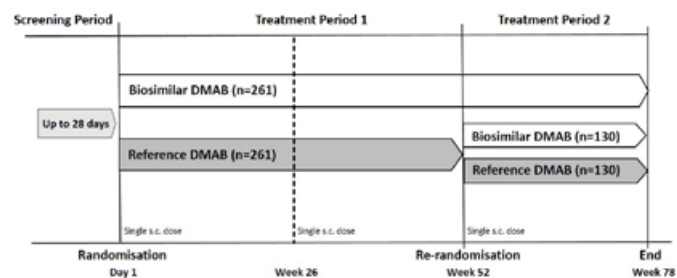 Screening Period Treatment Period 1 Treatment Period 2
Biosimilar DMAB (n=261)
Up to 28 days
Biosimilar DMAB (n=130)
Reference DMAB (n=261)
Reference DMAB (n=130)
Single s.c. dose Single s.c. dose Single s.c. dose
Randomisation Re-randomisation End
Day 1 Week 26 Week 52 Week 78